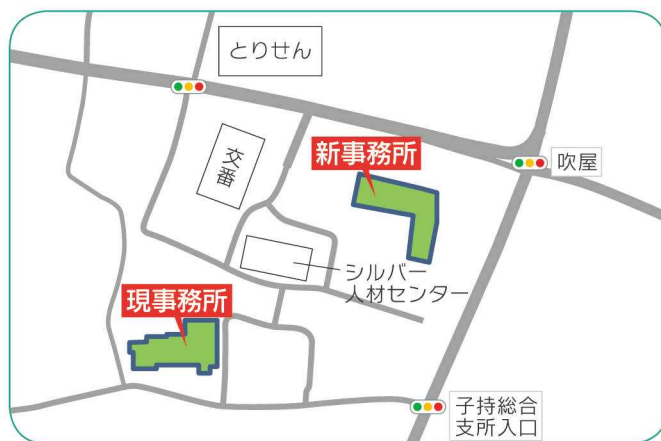 とりせん
交番
新事務所
吹屋
シルバー
人材センター
現事務所
子持総合
支所入口